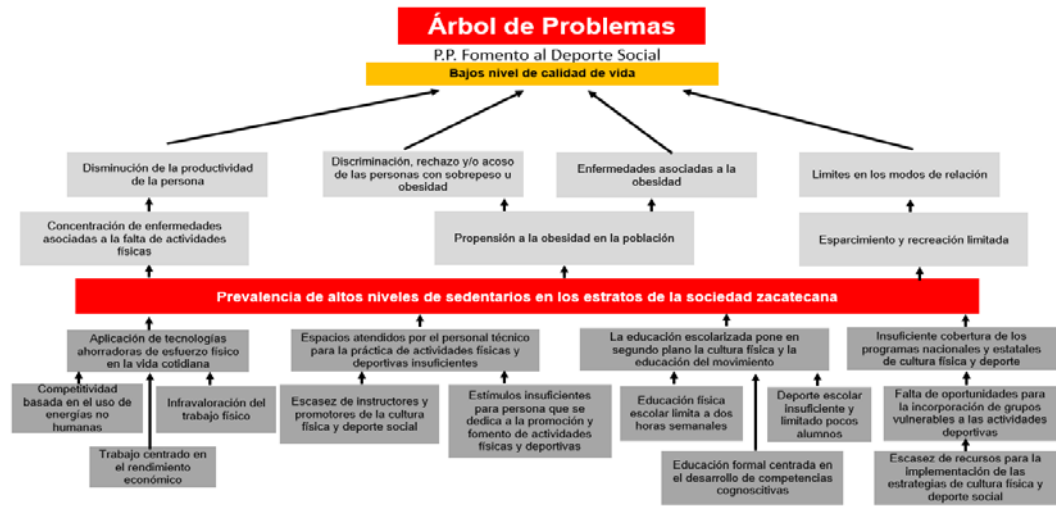 Árbol de Problemas
P.P. Fomento al Deporte Social
Bajos nivel de calidad de vida
Disminución de la productividad
de la persona
Discriminación, rechazo y/o acoso
de las personas con sobrepeso u
obesidad
Enfermedades asociadas a la
obesidad
Limites en los modos de relación
Concentración de enfermedades
asociadas a la falta de actividades
físicas
Propensión a la obesidad en la población
Esparcimiento y recreación limitada
Prevalencia de altos niveles de sedentarios en los estratos de la sociedad zacatecana
Aplicación de tecnologías
ahorradoras de esfuerzo físico
en la vida cotidiana
Espacios atendidos por el personal técnico
para la práctica de actividades físicas y
deportivas insuficientes
La educación escolarizada pone en
segundo plano la cultura física y la
educación del movimiento
Insuficiente cobertura de los
programas nacionales y estatales
de cultura física y deporte
Competitividad
basada en el uso de
energías no
humanas
Infravaloración del
trabajo físico
Trabajo centrado en
el rendimiento
económico
Escasez de instructores y
promotores de la cultura
física y deporte social
Estímulos insuficientes
para persona que se
dedica a la promoción y
fomento de actividades
físicas y deportivas
Educación física
escolar limita a dos
horas semanales
Deporte escolar
insuficiente y
limitado pocos
alumnos
Educación formal centrada en
el desarrollo de competencias
cognoscitivas
Falta de oportunidades para
la incorporación de grupos
vulnerables a las actividades
deportivas
Escasez de recursos para la
implementación de las
estrategias de cultura física y
deporte social